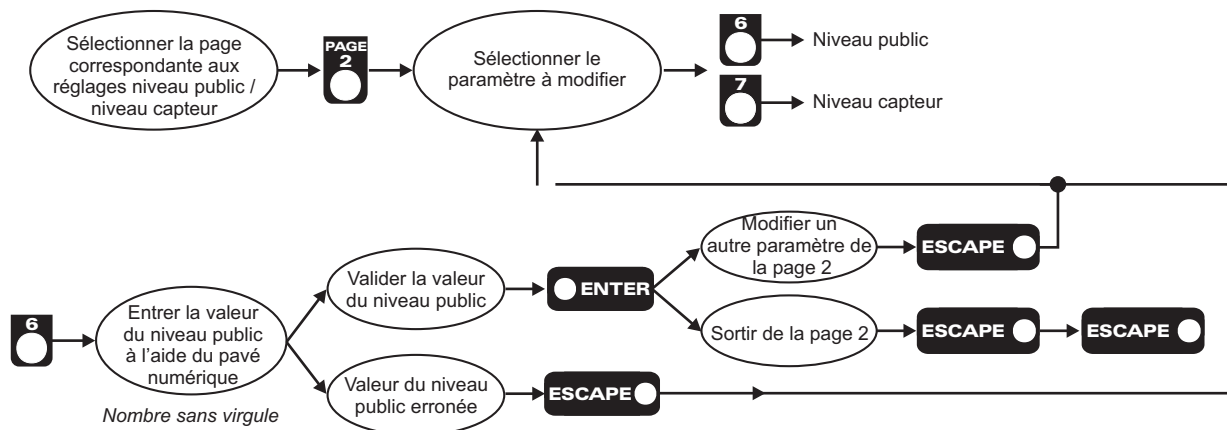 Sélectionner la page
correspondante aux
réglages niveau public /
niveau capteur
PAGE
2
Sélectionner le
paramètre à modifier
6
Niveau public
7
Niveau capteur
6
Entrer la valeur
du niveau public
à l’aide du pavé
numérique
Nombre sans virgule
Valider la valeur
du niveau public
ENTER
Modifier un
autre paramètre de
la page 2
ESCAPE
Sortir de la page 2
ESCAPE
ESCAPE
Valeur du niveau
public erronée
ESCAPE